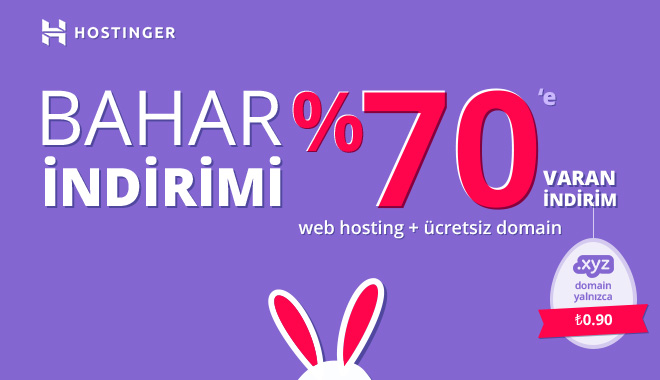 HOSTINGER
BAHAR %70 'e
İNDİRİMİ
VARAN
İNDİRİM
web hosting + ücretsiz domain
.xyz
domain
yalnızca
₺0.90